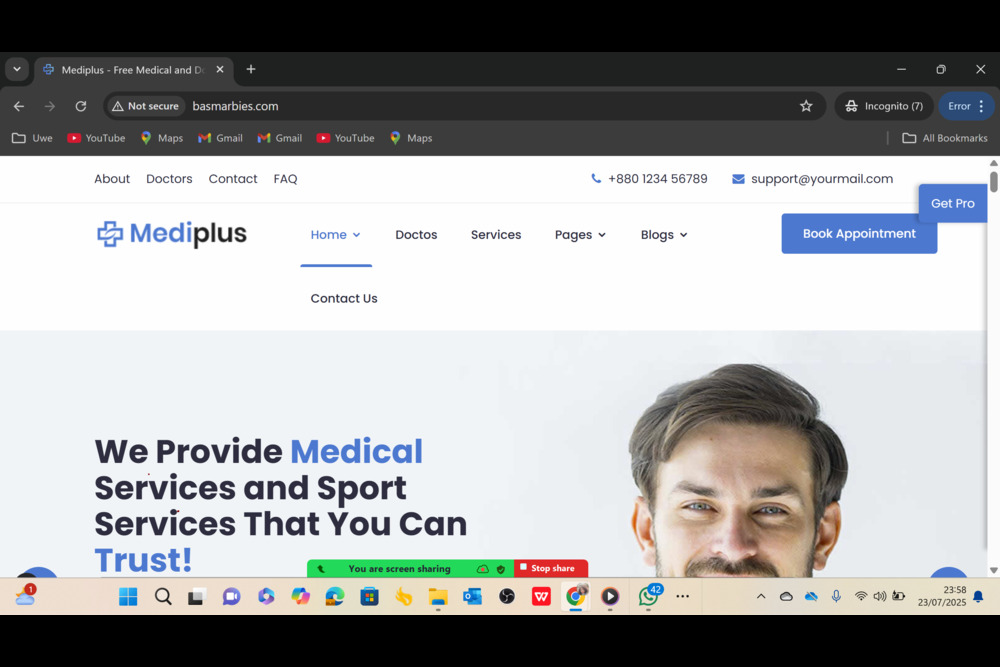 Mediplus - Free Medical and Do
Not secure
basmarbies.com
Incognito (7)
Error
Uwe
YouTube
Maps
Gmail
Gmail
YouTube
Maps
All Bookmarks
About
Doctors
Contact
FAQ
+880 1234 56789
support@yourmail.com
Get Pro
Mediplus
Home
Doctos
Services
Pages
Blogs
Book Appointment
Contact Us
We Provide Medical
Services and Sport
Services That You Can
Trust!
You are screen sharing
Stop share
1
W
42
23:58
23/07/2025